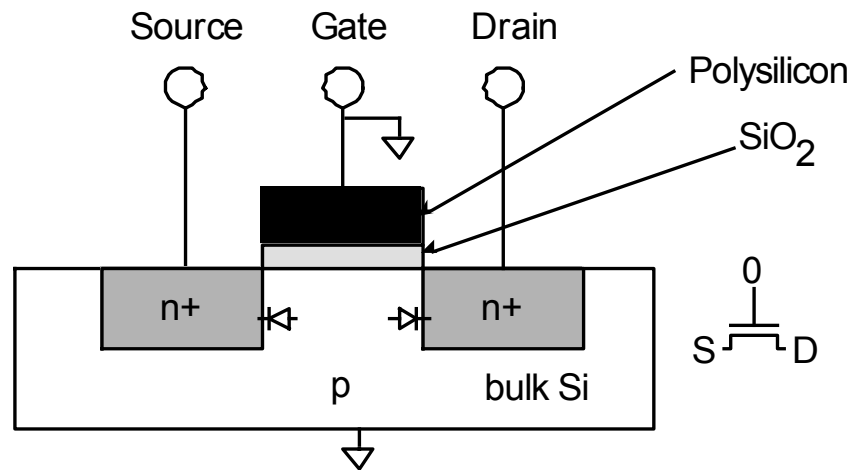 Source Gate Drain
Polysilicon
SiO2
0
n+ n+
S D
p bulk Si